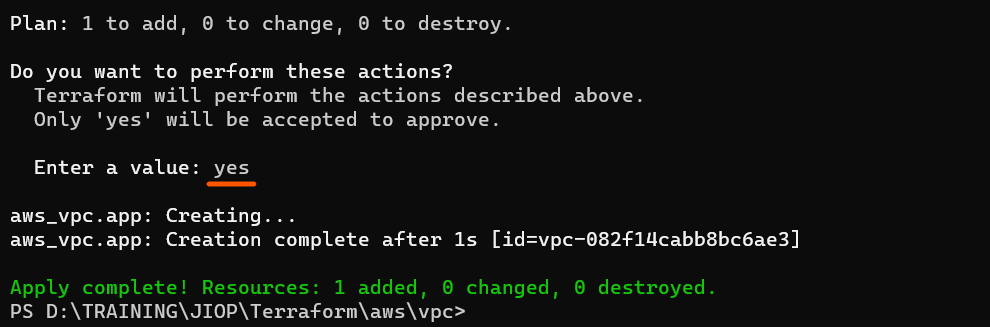 Plan: 1 to add, 0 to change, 0 to destroy.
Do you want to perform these actions?
Terraform will perform the actions described above.
Only 'yes' will be accepted to approve.
Enter a value: yes
aws_vpc.app: Creating...
aws_vpc.app: Creation complete after 1s [id=vpc-082f14cabb8bc6ae3]
Apply complete! Resources: 1 added, 0 changed, 0 destroyed.
PS D:\TRAINING\JIOP\Terraform\aws\vpc>